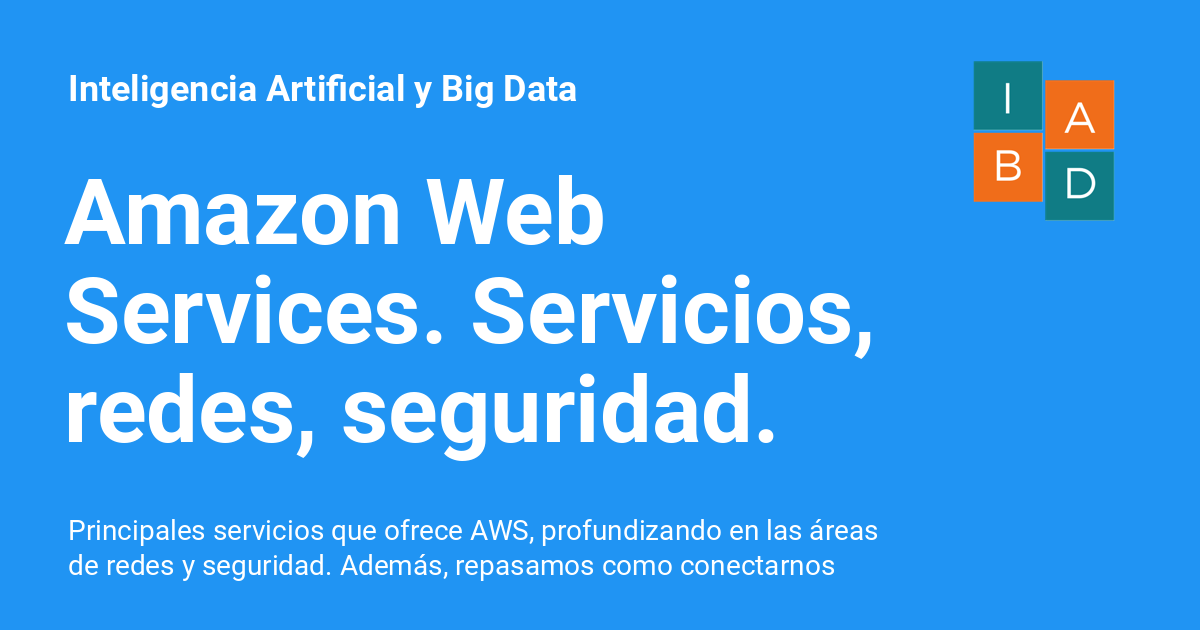 Inteligencia Artificial y Big Data
I A
B D
Amazon Web
Services. Servicios,
redes, seguridad.
Principales servicios que ofrece AWS, profundizando en las áreas
de redes y seguridad. Además, repasamos como conectarnos